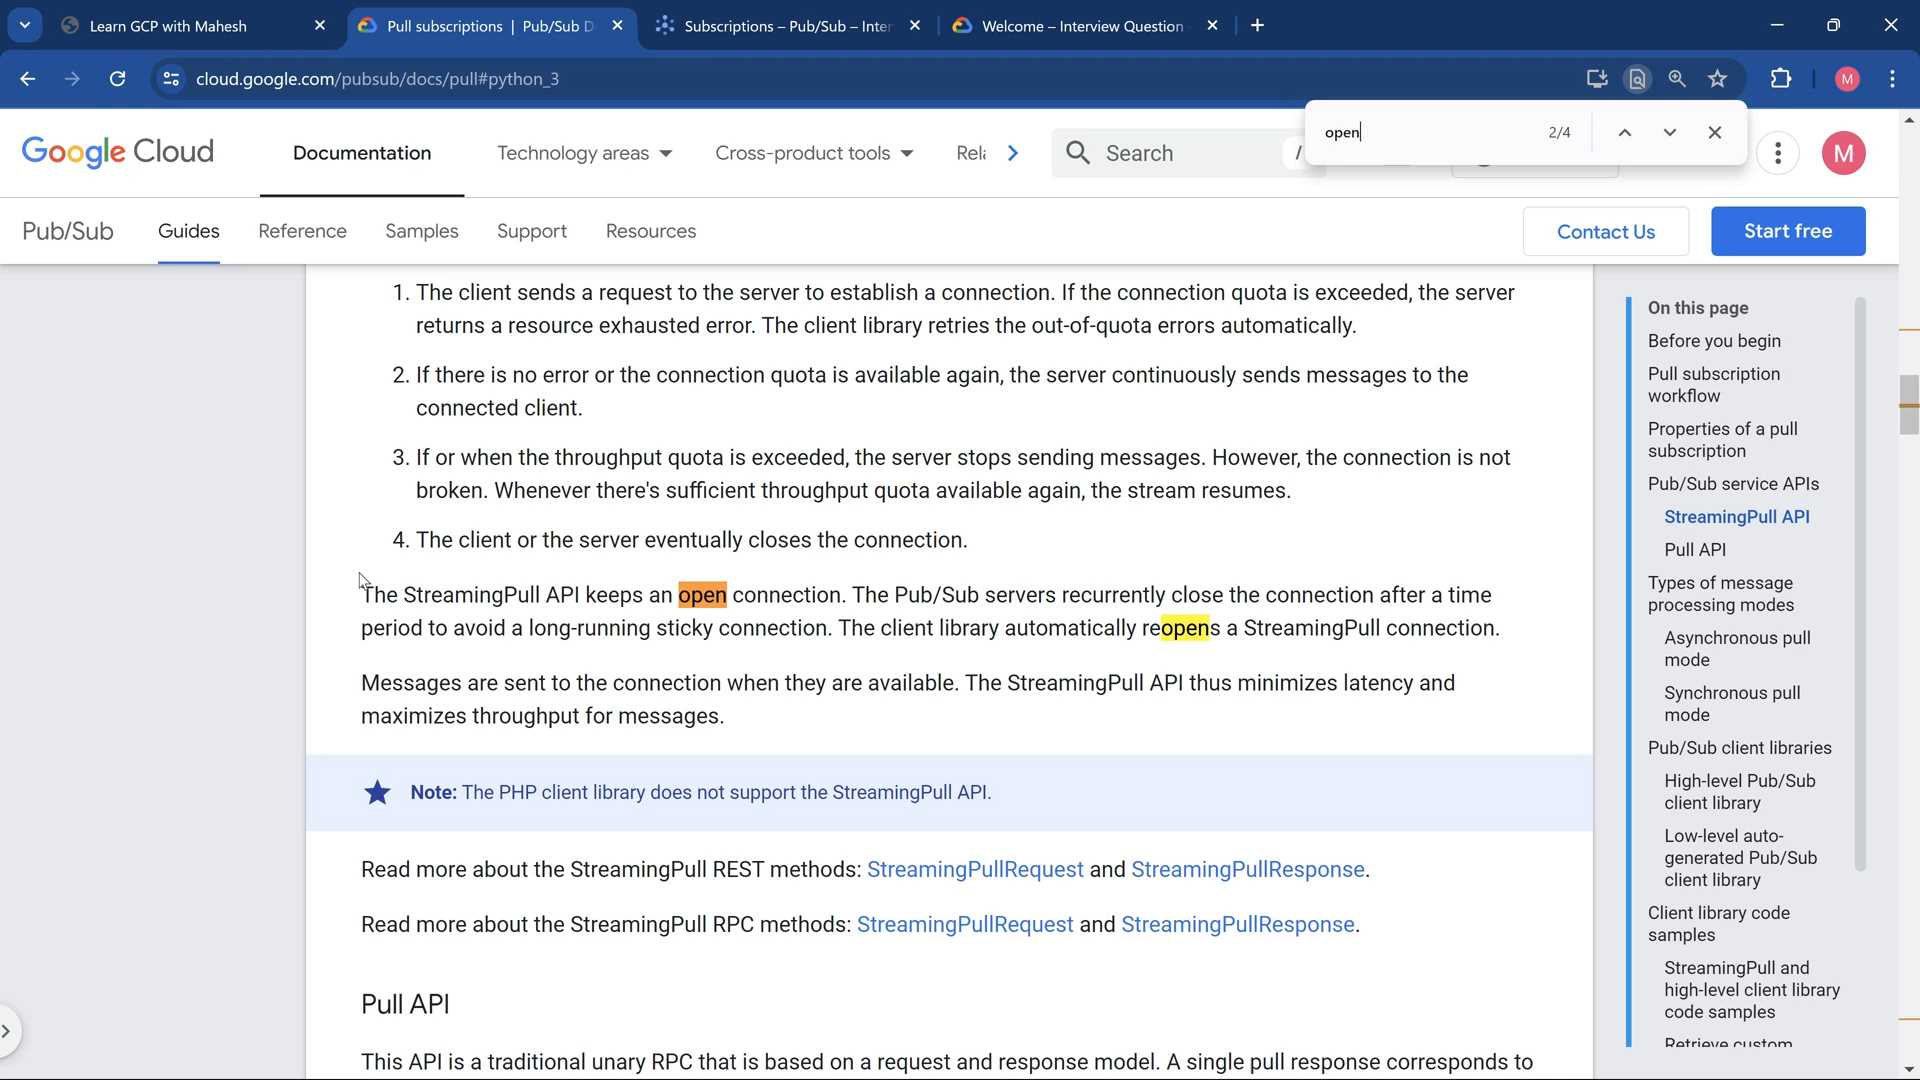 Learn GCP with Mahesh
Pull subscriptions | Pub/Sub D
Subscriptions – Pub/Sub – Inter
Welcome – Interview Question
cloud.google.com/pubsub/docs/pull#python_3
M
open
2/4
Google Cloud
Documentation
Technology areas
Cross-product tools
Rela
Search
/
M
Pub/Sub
Guides
Reference
Samples
Support
Resources
Contact Us
Start free
1. The client sends a request to the server to establish a connection. If the connection quota is exceeded, the server
returns a resource exhausted error. The client library retries the out-of-quota errors automatically.
2. If there is no error or the connection quota is available again, the server continuously sends messages to the
connected client.
3. If or when the throughput quota is exceeded, the server stops sending messages. However, the connection is not
broken. Whenever there's sufficient throughput quota available again, the stream resumes.
4. The client or the server eventually closes the connection.
The StreamingPull API keeps an open connection. The Pub/Sub servers recurrently close the connection after a time
period to avoid a long-running sticky connection. The client library automatically reopens a StreamingPull connection.
Messages are sent to the connection when they are available. The StreamingPull API thus minimizes latency and
maximizes throughput for messages.
Note: The PHP client library does not support the StreamingPull API.
Read more about the StreamingPull REST methods: StreamingPullRequest and StreamingPullResponse.
Read more about the StreamingPull RPC methods: StreamingPullRequest and StreamingPullResponse.
Pull API
This API is a traditional unary RPC that is based on a request and response model. A single pull response corresponds to
On this page
Before you begin
Pull subscription
workflow
Properties of a pull
subscription
Pub/Sub service APIs
StreamingPull API
Pull API
Types of message
processing modes
Asynchronous pull
mode
Synchronous pull
mode
Pub/Sub client libraries
High-level Pub/Sub
client library
Low-level auto-
generated Pub/Sub
client library
Client library code
samples
StreamingPull and
high-level client library
code samples
Retrieve custom